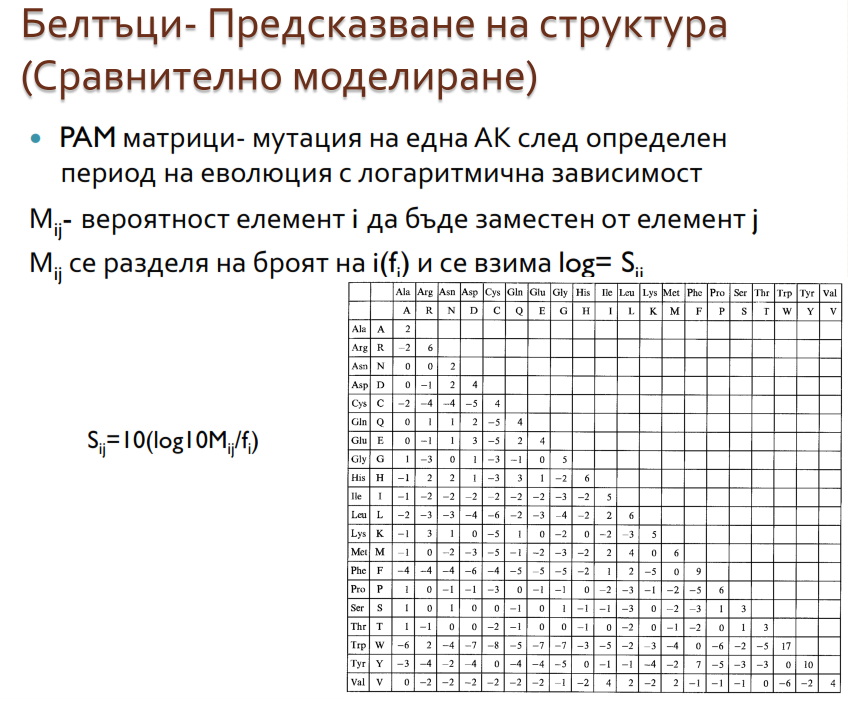 Белтъци- Предсказване на структура
(Сравнително моделиране)
• PAM матрици- мутация на една АК след определен
период на еволюция с логаритмична зависимост
Mij- вероятност елемент i да бъде заместен от елемент j
Mij се разделя на броят на i(fi) и се взима log= Sij
Sij=10(log10Mij/fi)
Ala Arg Asn Asp Cys Gln Glu Gly His Ile Leu Lys Met Phe Pro Ser Thr Trp Tyr Val
A R N D C Q E G H I L K M F P S T W Y V
Ala A 2
Arg R -2 6
Asn N 0 0 2
Asp D 0 -1 2 4
Cys C -2 -4 -4 -5 4
Gln Q 0 1 1 2 -5 4
Glu E 0 -1 1 3 -5 2 4
Gly G 1 -3 0 1 -3 -1 0 5
His H -1 2 2 1 -3 3 1 -2 6
Ile I -1 -2 -2 -2 -2 -2 -2 -3 -2 5
Leu L -2 -3 -3 -4 -6 -2 -3 -4 -2 2 6
Lys K -1 3 1 0 -5 1 0 -2 0 -2 -3 5
Met M -1 0 -2 -3 -5 -1 -2 -3 -2 2 4 0 6
Phe F -4 -4 -4 -6 -4 -5 -5 -5 -2 1 2 -5 0 9
Pro P 1 0 -1 -1 -3 0 -1 -1 0 -2 -3 -1 -2 -5 6
Ser S 1 0 1 0 0 -1 0 1 -1 -1 -3 0 -2 -3 1 3
Thr T 1 -1 0 0 -2 -1 0 0 -1 0 -2 0 -1 -2 0 1 3
Trp W -6 2 -4 -7 -8 -5 -7 -7 -3 -5 -2 -3 -4 0 -6 -2 -5 17
Tyr Y -3 -4 -2 -4 0 -4 -4 -5 0 -1 -1 -4 -2 7 -5 -3 -3 0 10
Val V 0 -2 -2 -2 -2 -2 -2 -1 -2 4 2 -2 2 -1 -1 -1 0 -6 -2 4